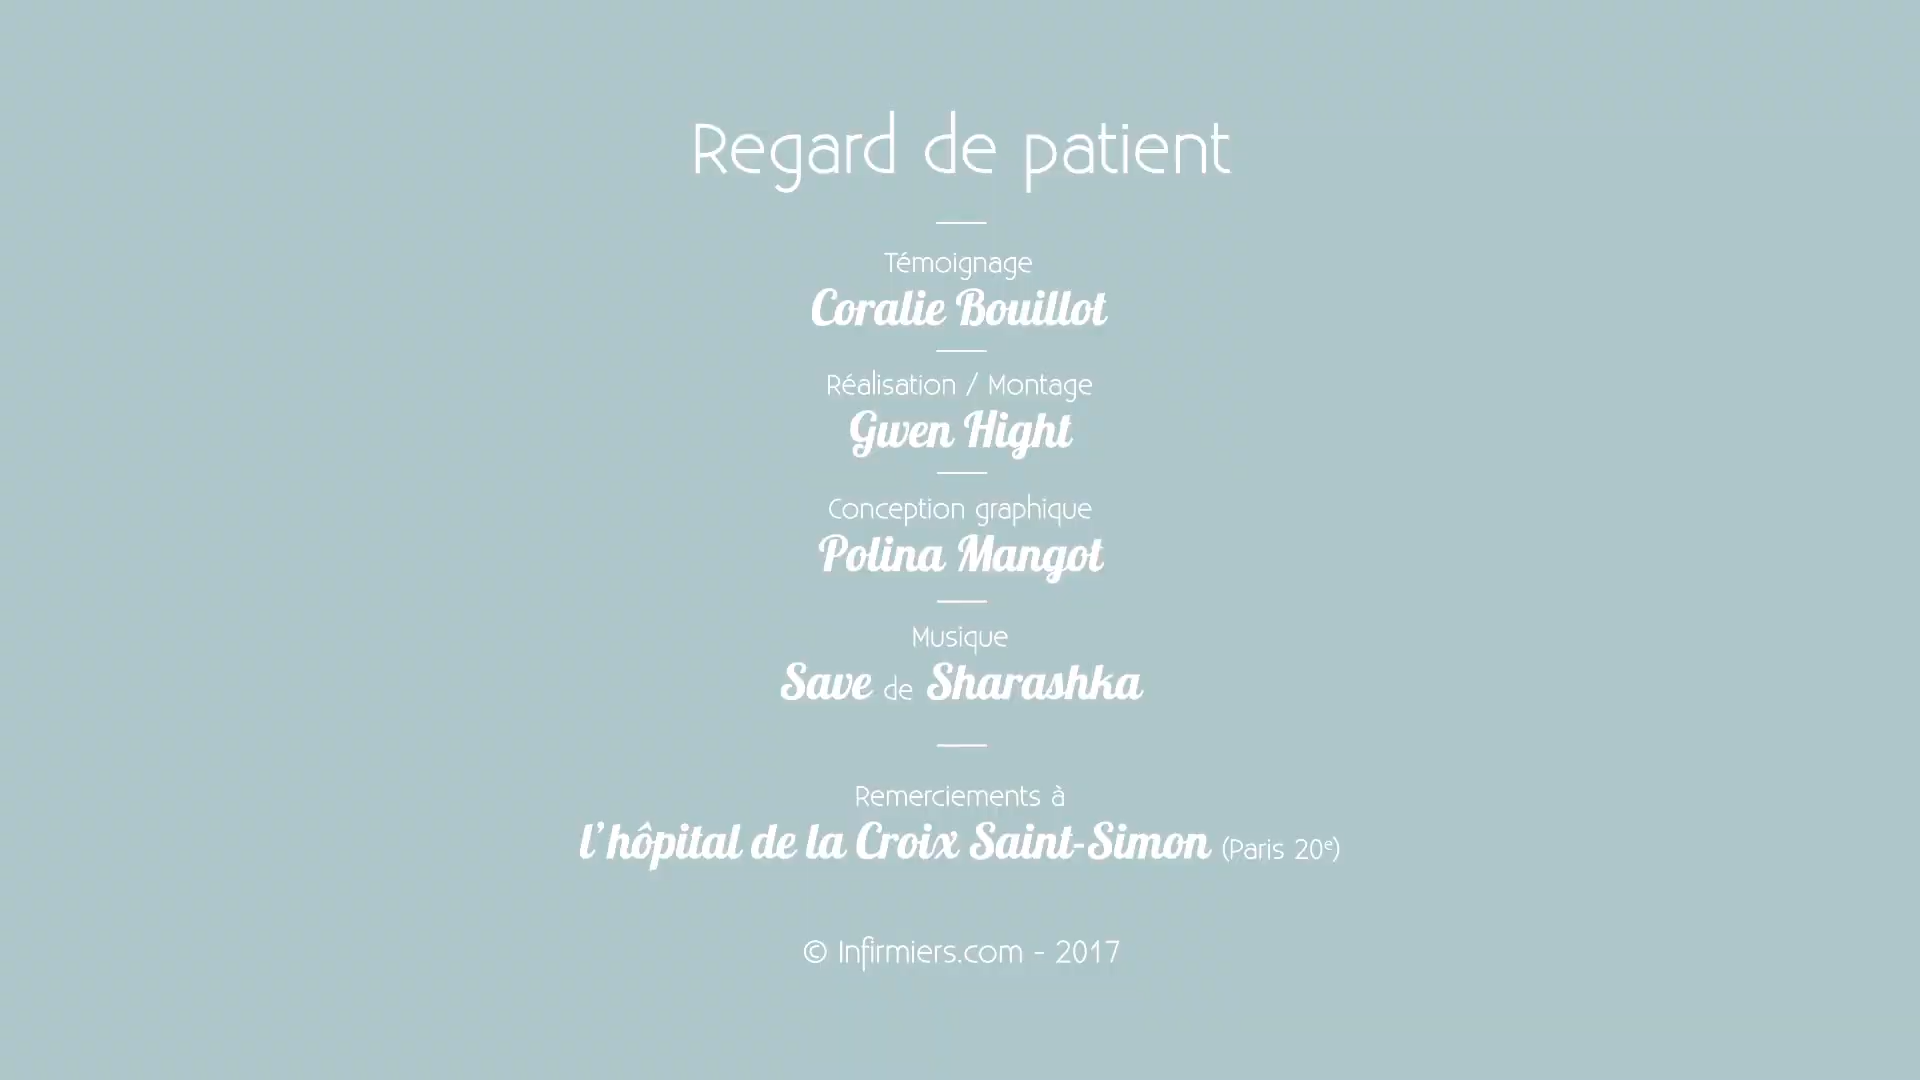 Regard de patient
Témoignage
Coralie Bouillot
Réalisation / Montage
Gwen Hight
Conception graphique
Polina Mangot
Musique
Save de Sharashka
Remerciements à
l'hôpital de la Croix Saint-Simon (Paris 20ᵉ)
© Infirmiers.com - 2017